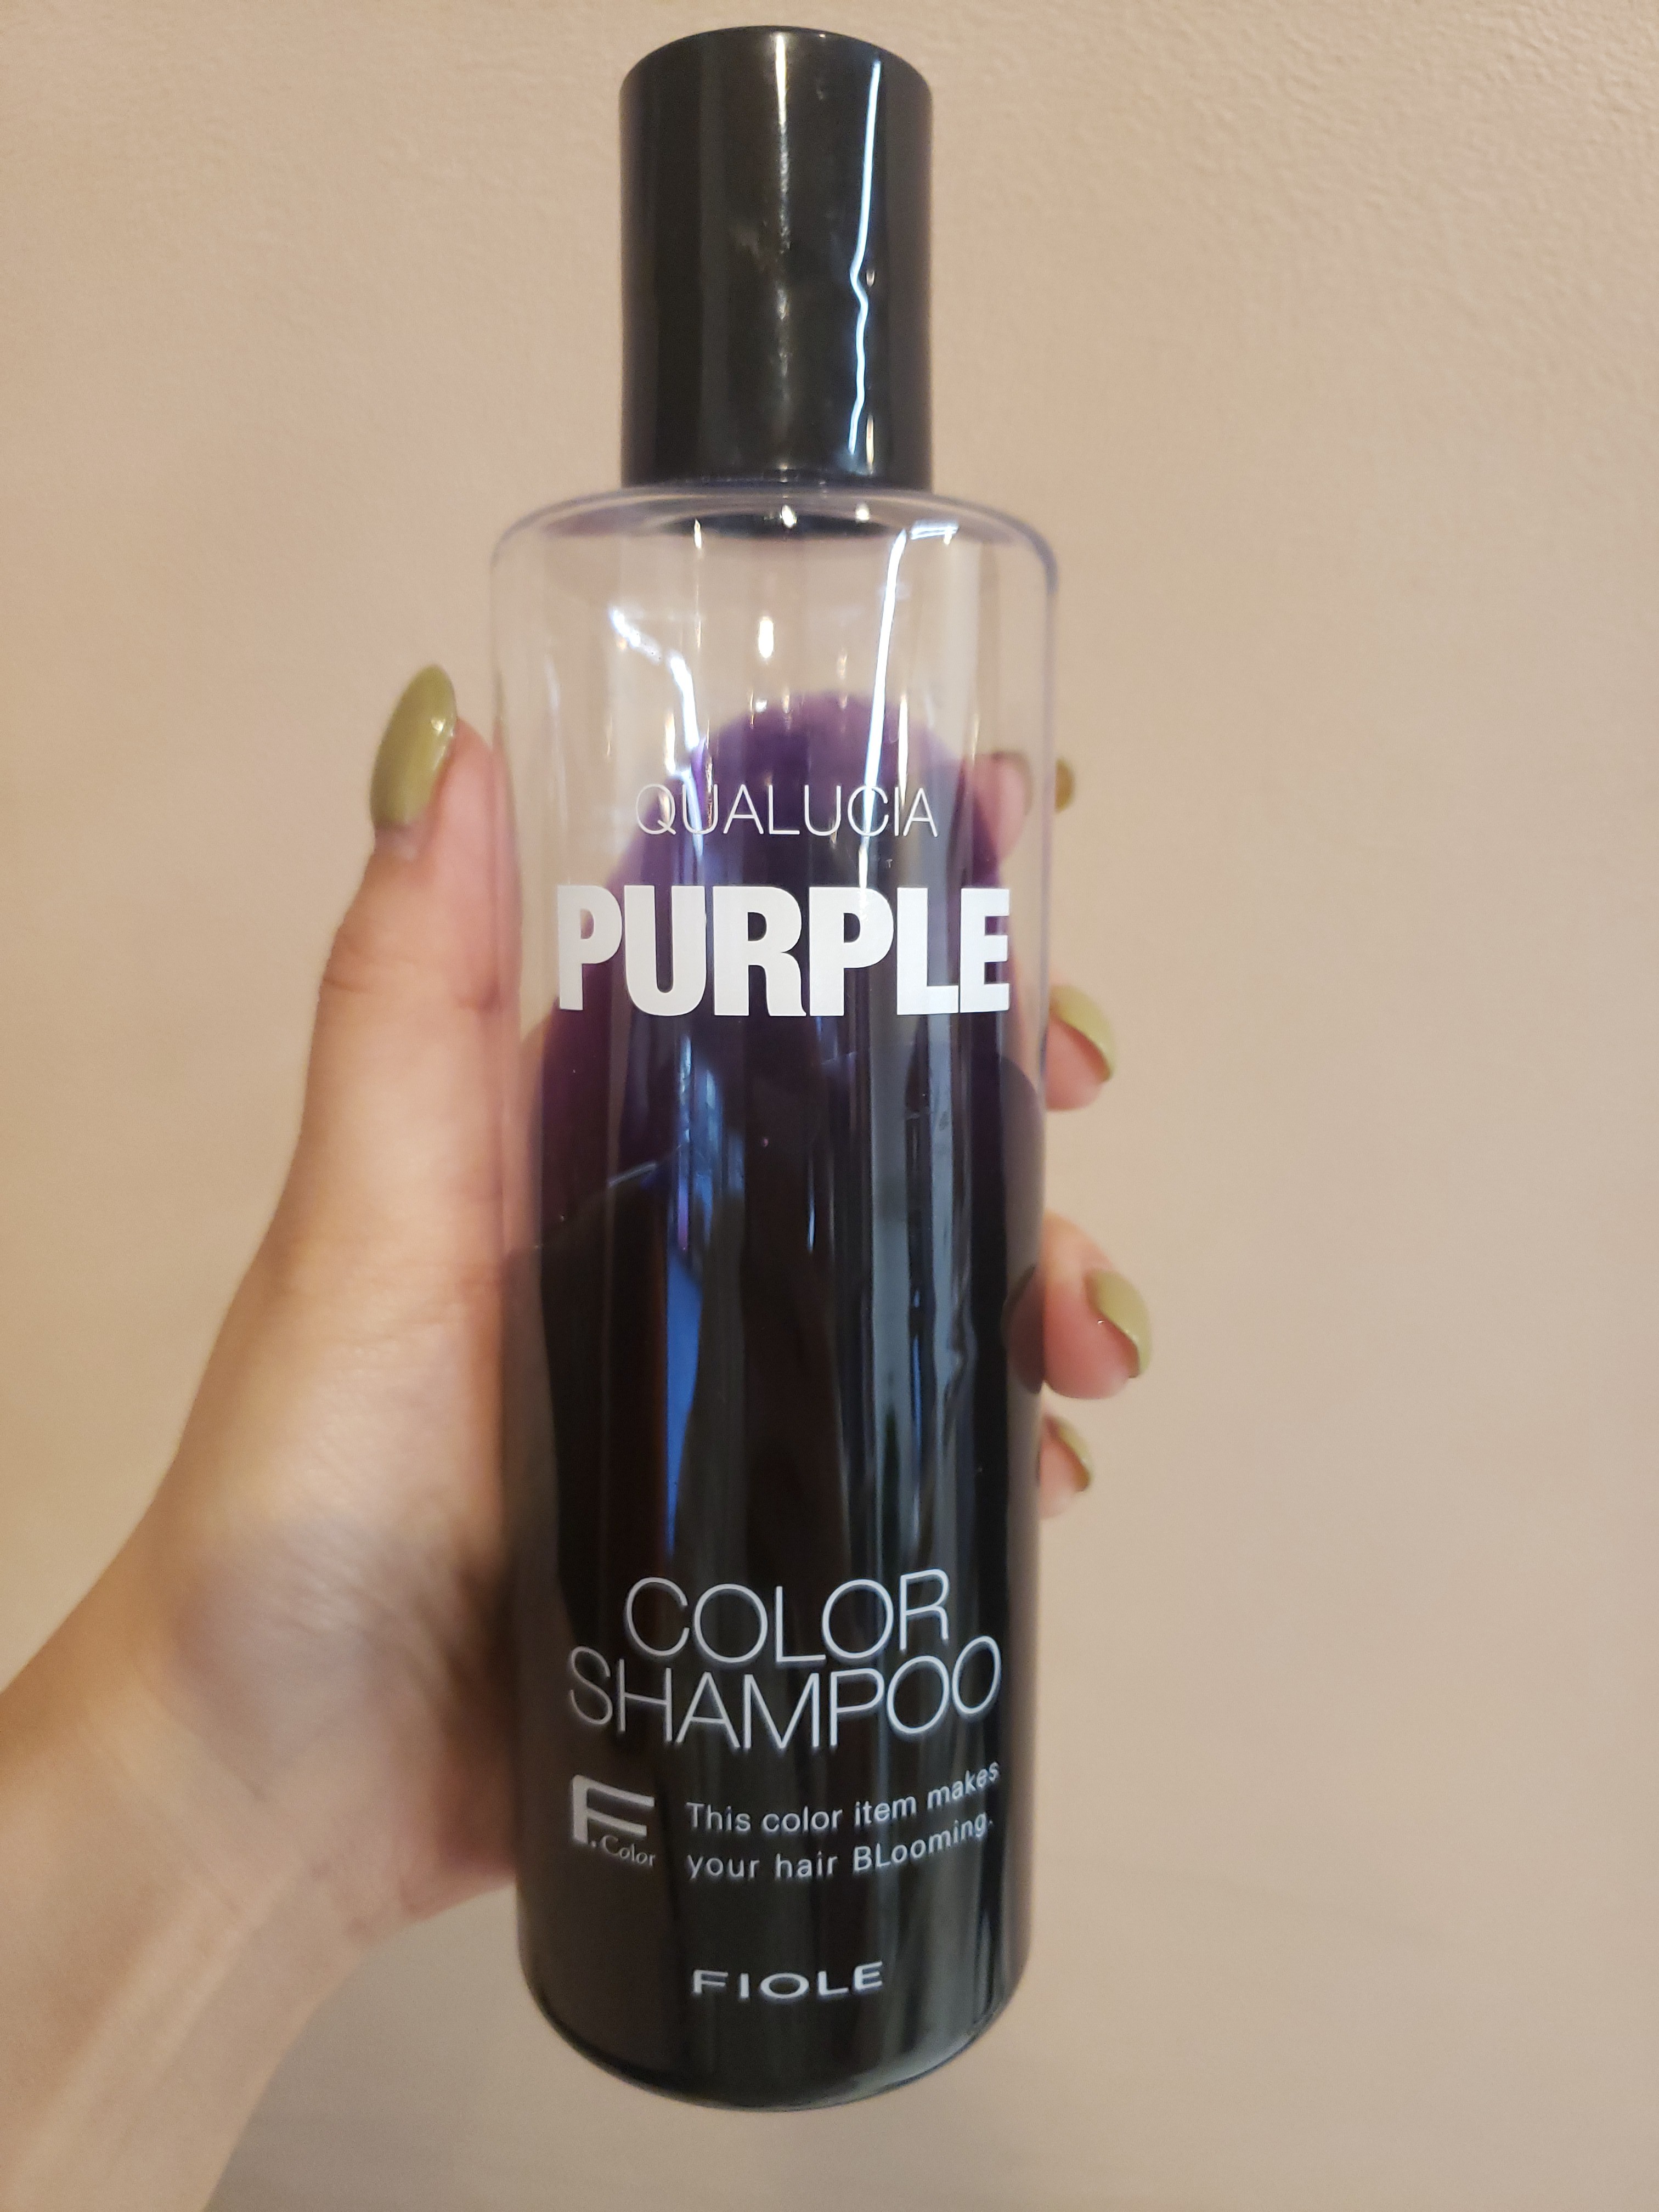 QUALUCIA
PURPLE
COLOR
SHAMPOO
F.Color
This color item makes
your hair BLooming.
FIOLE